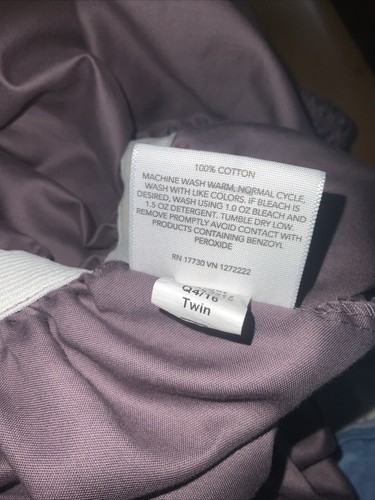 100% COTTON
MACHINE WASH WARM, NORMAL CYCLE,
WASH WITH LIKE COLORS. IF BLEACH IS
DESIRED, WASH USING 1.0 OZ BLEACH AND
1.5 OZ DETERGENT. TUMBLE DRY LOW.
REMOVE PROMPTLY AVOID CONTACT WITH
PRODUCTS CONTAINING BENZOYL
PEROXIDE
RN 17730 VN 1272222
Q4/16
Twin